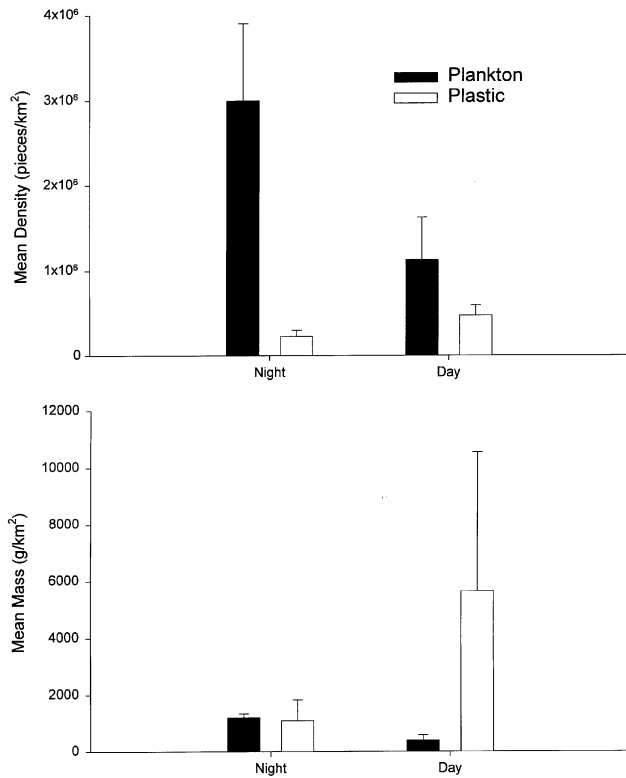 4x10⁶
3x10⁶
2x10⁶
1x10⁶
0
Mean Density (pieces/km²)
Plankton
Plastic
Night
Day
12000
10000
8000
6000
4000
2000
0
Mean Mass (g/km²)
Night
Day